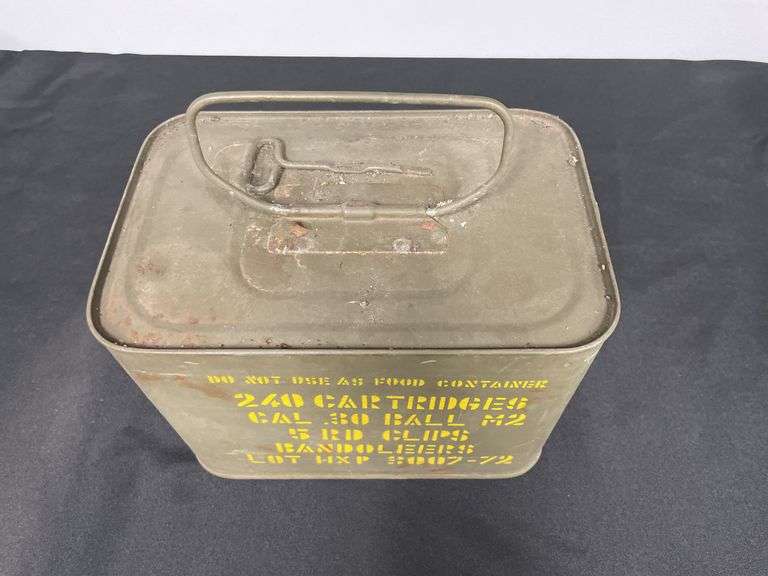 DO NOT USE AS FOOD CONTAINER
240 CARTRIDGES
CAL .30 BALL M2
5 RD CLIPS
BANDOLEERS
LOT HXP 2007-72